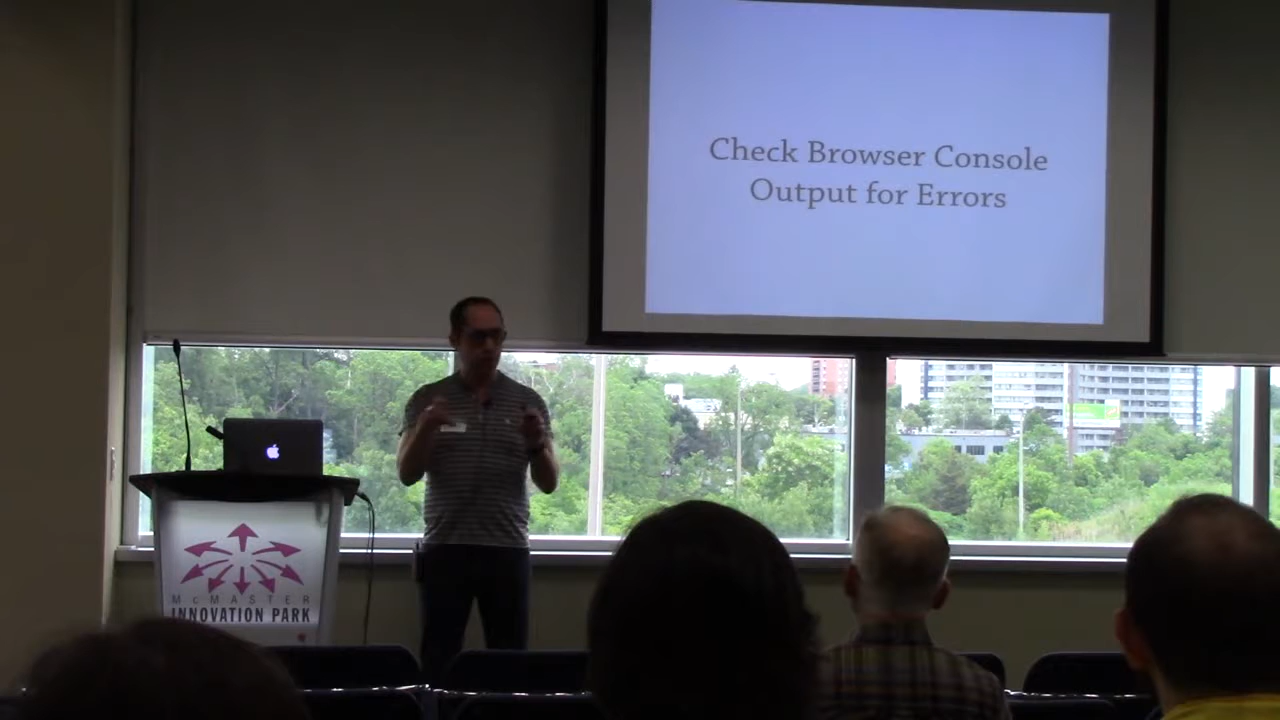 Check Browser Console
Output for Errors
McMASTER
INNOVATION PARK